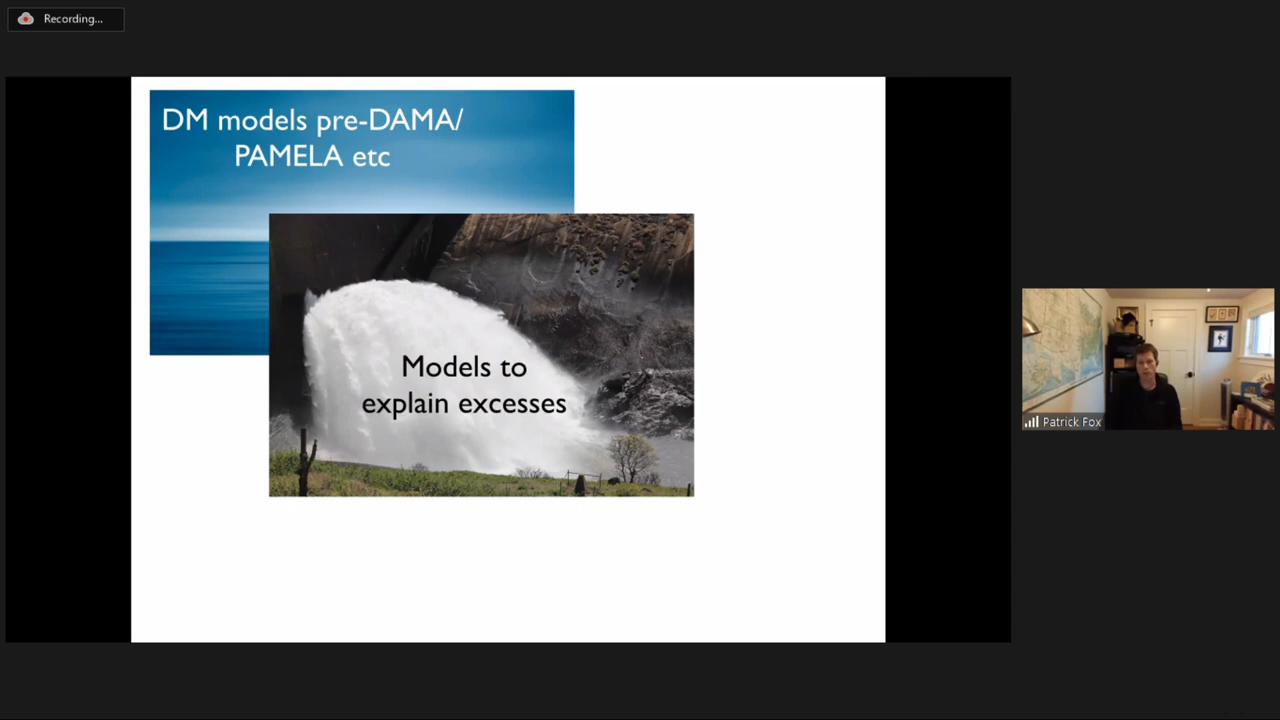 Recording...
DM models pre-DAMA/
PAMELA etc
Models to
explain excesses
Patrick Fox